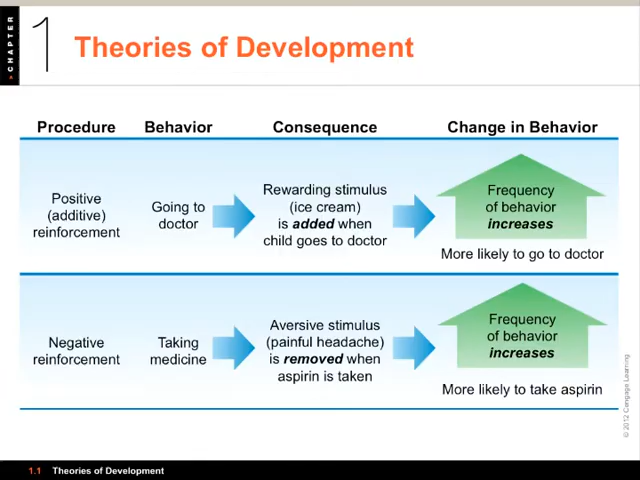 CHAPTER
1
Theories of Development
Procedure Behavior Consequence Change in Behavior
Positive
(additive)
reinforcement
Going to
doctor
Rewarding stimulus
(ice cream)
is added when
child goes to doctor
Frequency
of behavior
increases
More likely to go to doctor
Negative
reinforcement
Taking
medicine
Aversive stimulus
(painful headache)
is removed when
aspirin is taken
Frequency
of behavior
increases
More likely to take aspirin
© 2012 Cengage Learning
1.1 Theories of Development